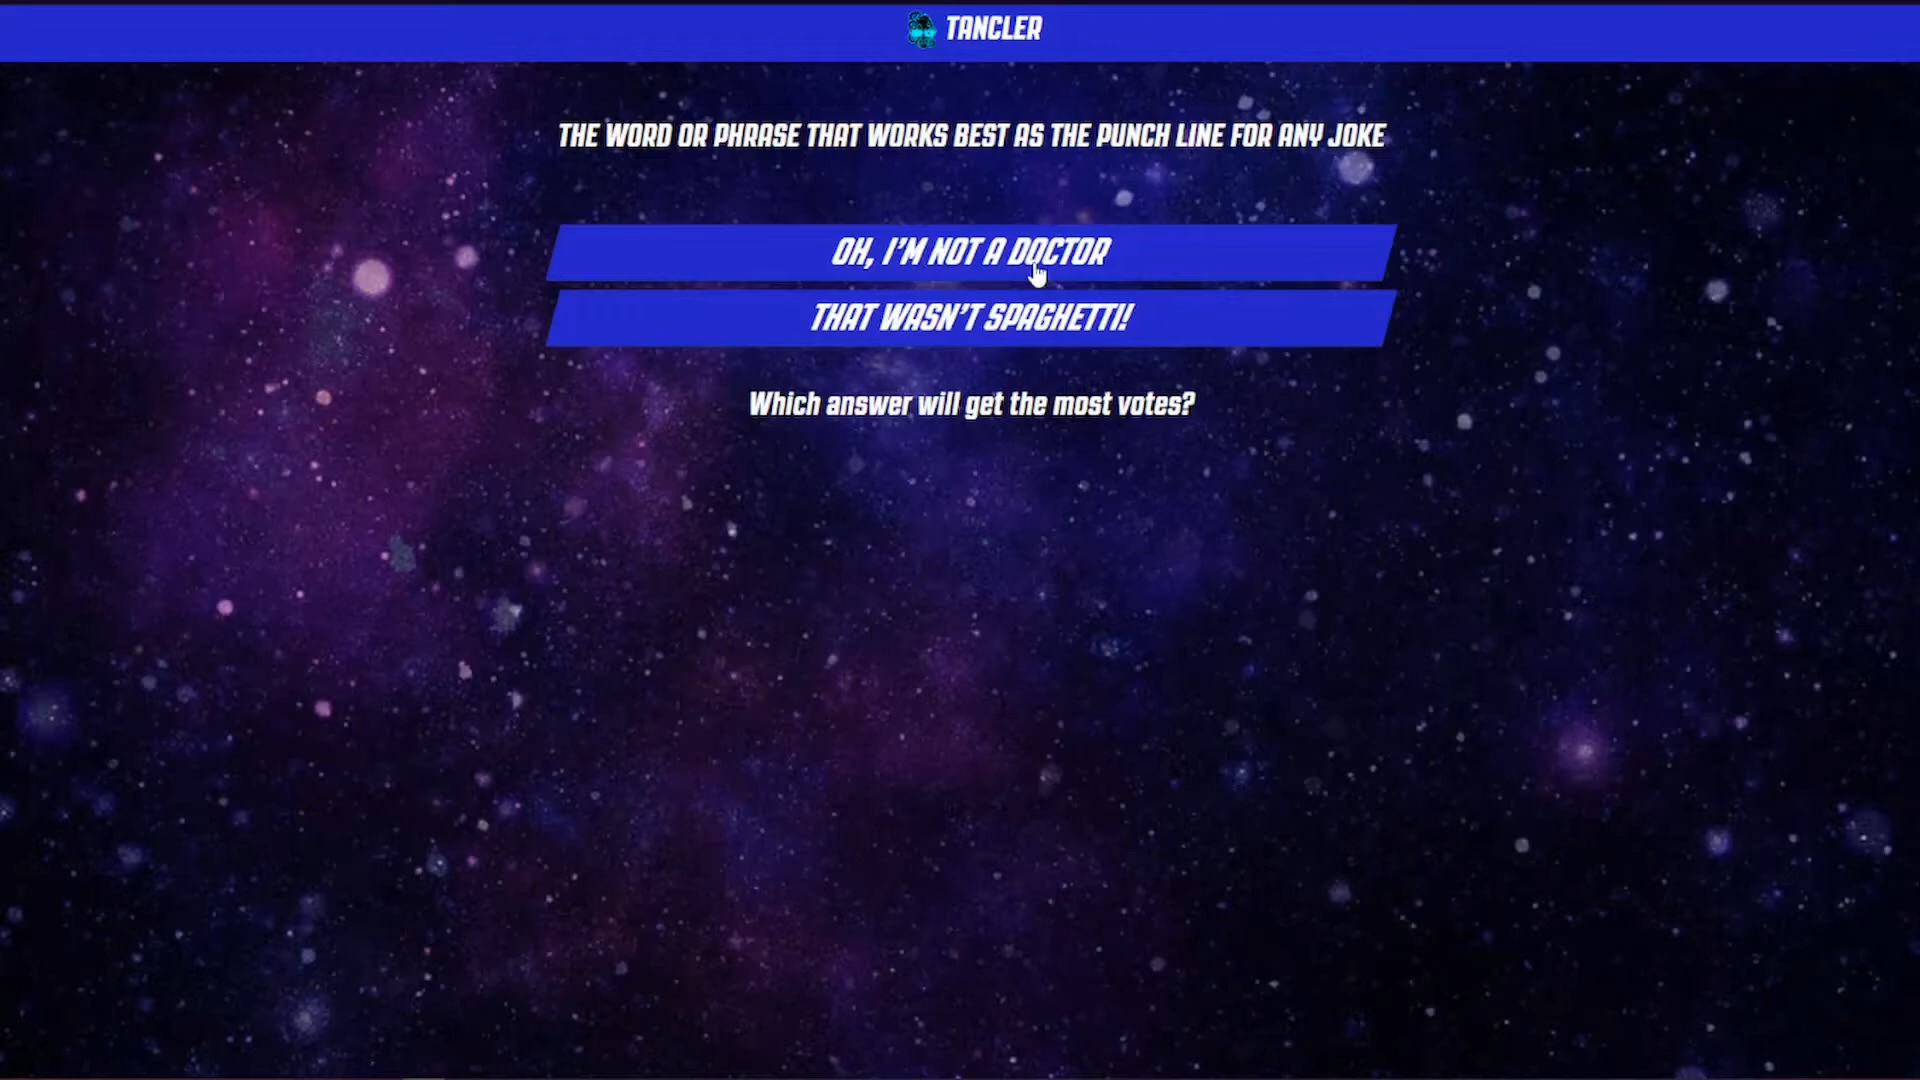 TANCLER
THE WORD OR PHRASE THAT WORKS BEST AS THE PUNCH LINE FOR ANY JOKE
OH, I'M NOT A DOCTOR
THAT WASN'T SPAGHETTI!
Which answer will get the most votes?